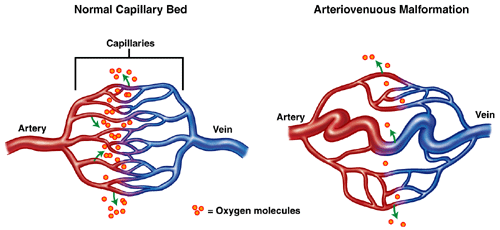 Normal Capillary Bed
Arteriovenous Malformation
Capillaries
Artery
Vein
Artery
Vein
= Oxygen molecules